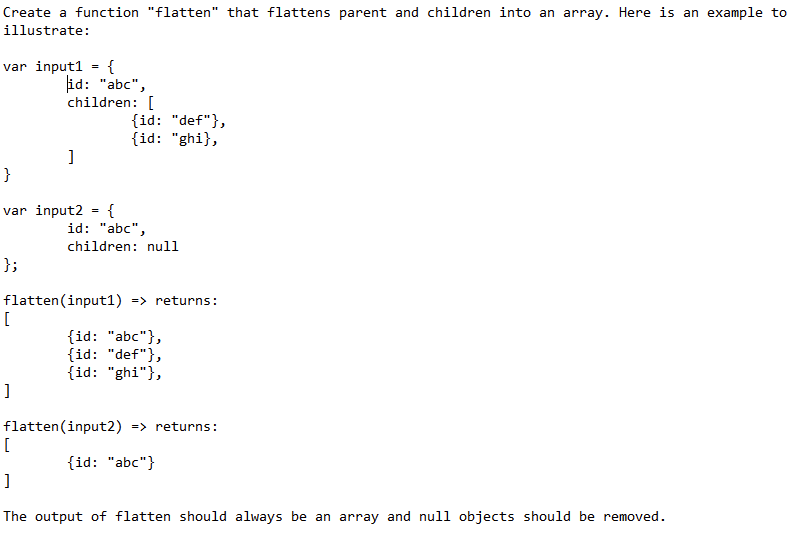 Create a function "flatten" that flattens parent and children into an array. Here is an example to
illustrate:

var input1 = {
        id: "abc",
        children: [
                {id: "def"},
                {id: "ghi},
        ]
}

var input2 = {
        id: "abc",
        children: null
};

flatten(input1) => returns:
[
        {id: "abc"},
        {id: "def"},
        {id: "ghi"},
]

flatten(input2) => returns:
[
        {id: "abc"}
]

The output of flatten should always be an array and null objects should be removed.